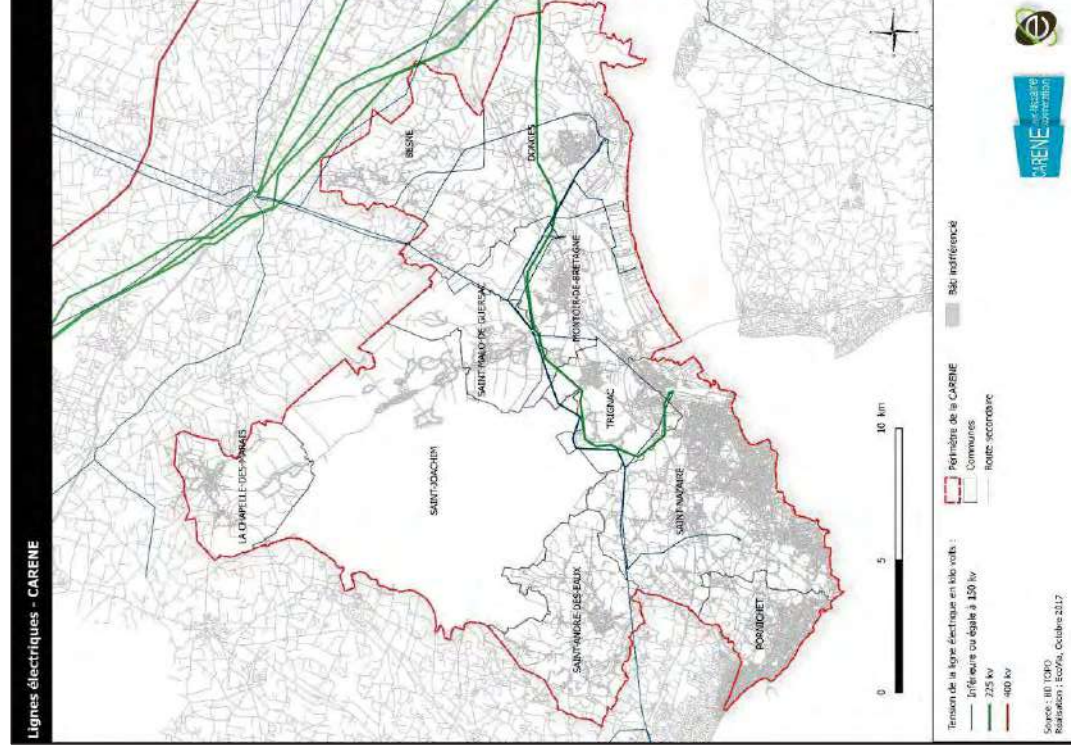 Lignes électriques - CARENE
LA CHAPELLE-DES-MARAIS
SAINT-JOACHIM
SAINT-MALO-DE-GUERSAC
BESNE
DONGES
MONTOIR-DE-BRETAGNE
TRIGNAC
SAINT-NAZAIRE
SAINT-ANDRE-DES-EAUX
PORNICHET
0 5 10 km
Tension de la ligne électrique en kilo volts :
Inférieure ou égale à 150 kv
225 kv
400 kv
Périmètre de la CARENE
Communes
Route secondaire
Bâti indifférencié
Source : BD TOPO
Réalisation : EcoVia, Octobre 2017
CARENE
e